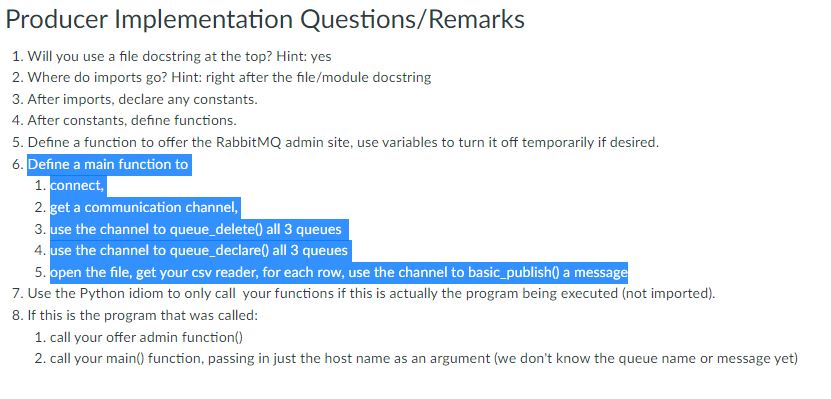 Producer Implementation Questions/Remarks
1. Will you use a file docstring at the top? Hint: yes
2. Where do imports go? Hint: right after the file/module docstring
3. After imports, declare any constants.
4. After constants, define functions.
5. Define a function to offer the RabbitMQ admin site, use variables to turn it off temporarily if desired.
6. Define a main function to
1. connect,
2. get a communication channel,
3. use the channel to queue_delete() all 3 queues
4. use the channel to queue_declare() all 3 queues
5. open the file, get your csv reader, for each row, use the channel to basic_publish() a message
7. Use the Python idiom to only call  your functions if this is actually the program being executed (not imported).
8. If this is the program that was called:
1. call your offer admin function()
2. call your main() function, passing in just the host name as an argument (we don't know the queue name or message yet)